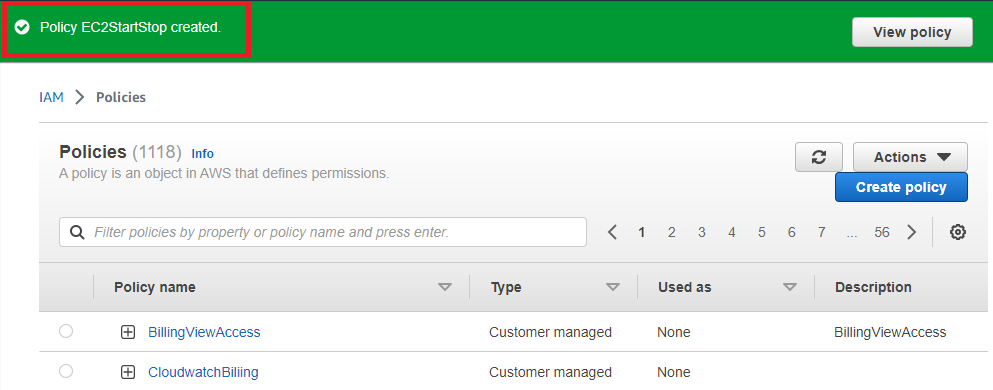 Policy EC2StartStop created.
View policy
IAM > Policies
Policies (1118) Info
A policy is an object in AWS that defines permissions.
Actions
Create policy
Filter policies by property or policy name and press enter.
1 2 3 4 5 6 7 ... 56
Policy name Type Used as Description
BillingViewAccess Customer managed None BillingViewAccess
CloudwatchBiliing Customer managed None